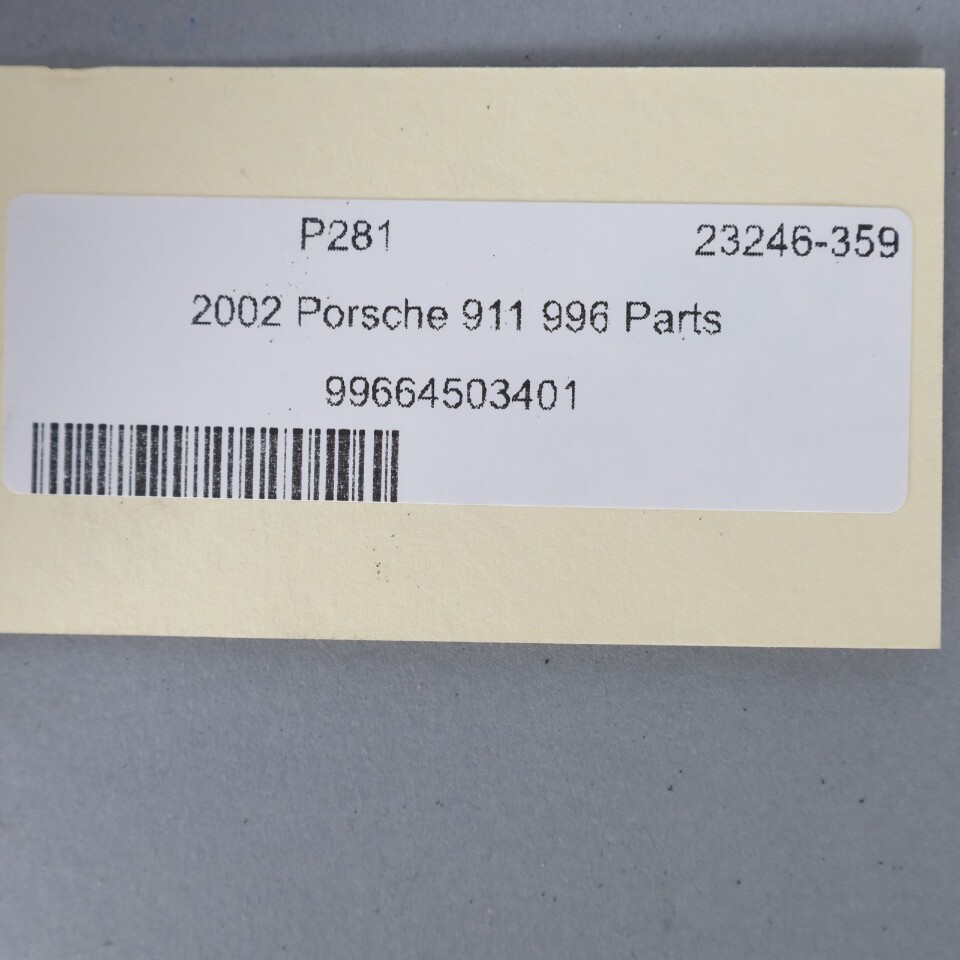 P281 23246-359
2002 Porsche 911 996 Parts
99664503401